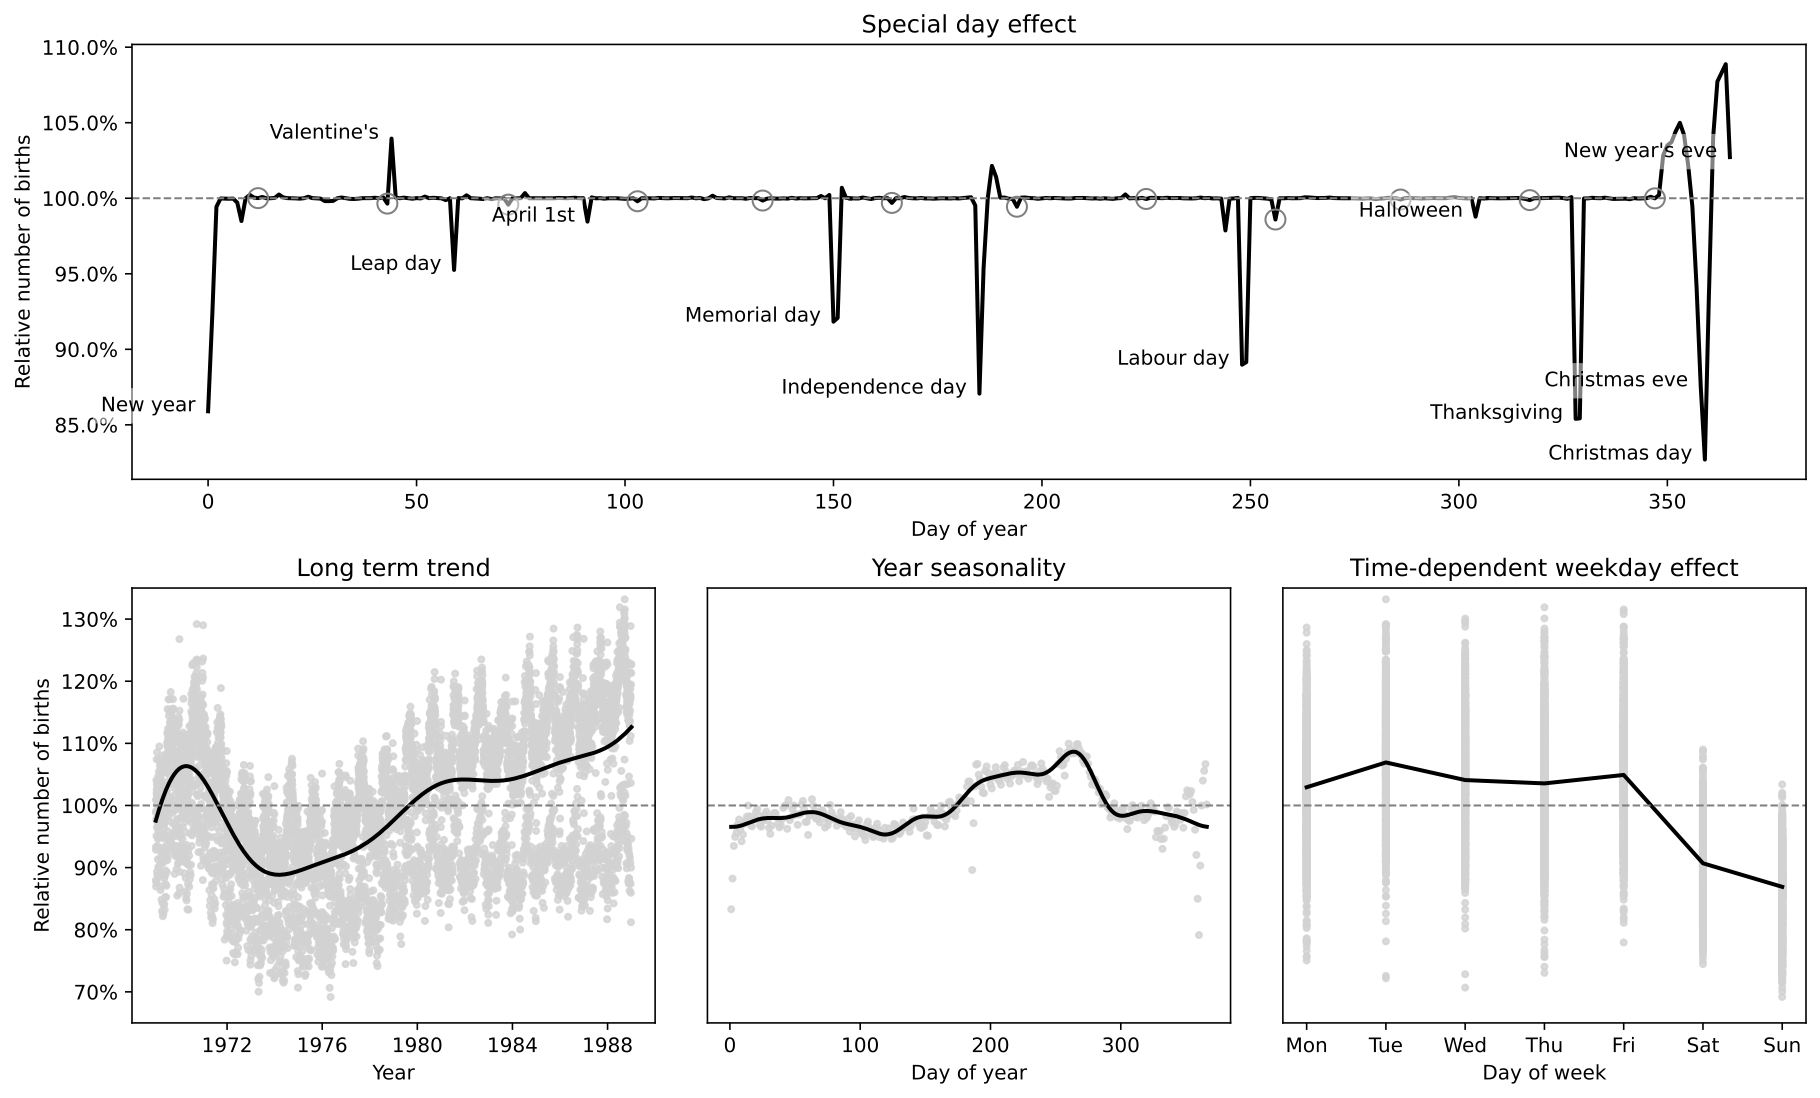 Special day effect
110.0%
105.0%
100.0%
95.0%
90.0%
85.0%
Relative number of births
Valentine's
New year's eve
April 1st
Halloween
Leap day
Memorial day
Labour day
Independence day
Christmas eve
New year
Thanksgiving
Christmas day
0 50 100 150 200 250 300 350
Day of year
Long term trend
130%
120%
110%
100%
90%
80%
70%
Relative number of births
1972 1976 1980 1984 1988
Year
Year seasonality
0 100 200 300
Day of year
Time-dependent weekday effect
Mon Tue Wed Thu Fri Sat Sun
Day of week